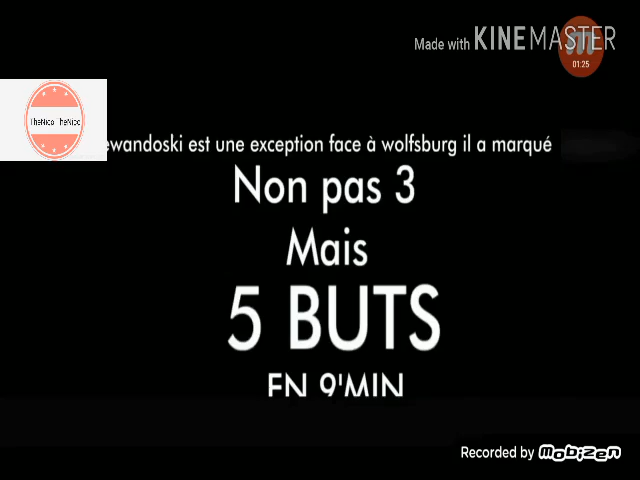 Made with KINEMASTER
01:25
TheNico TheNico
ewandoski est une exception face à wolfsburg il a marqué
Non pas 3
Mais
5 BUTS
EN 9'MIN
Recorded by Mobizen